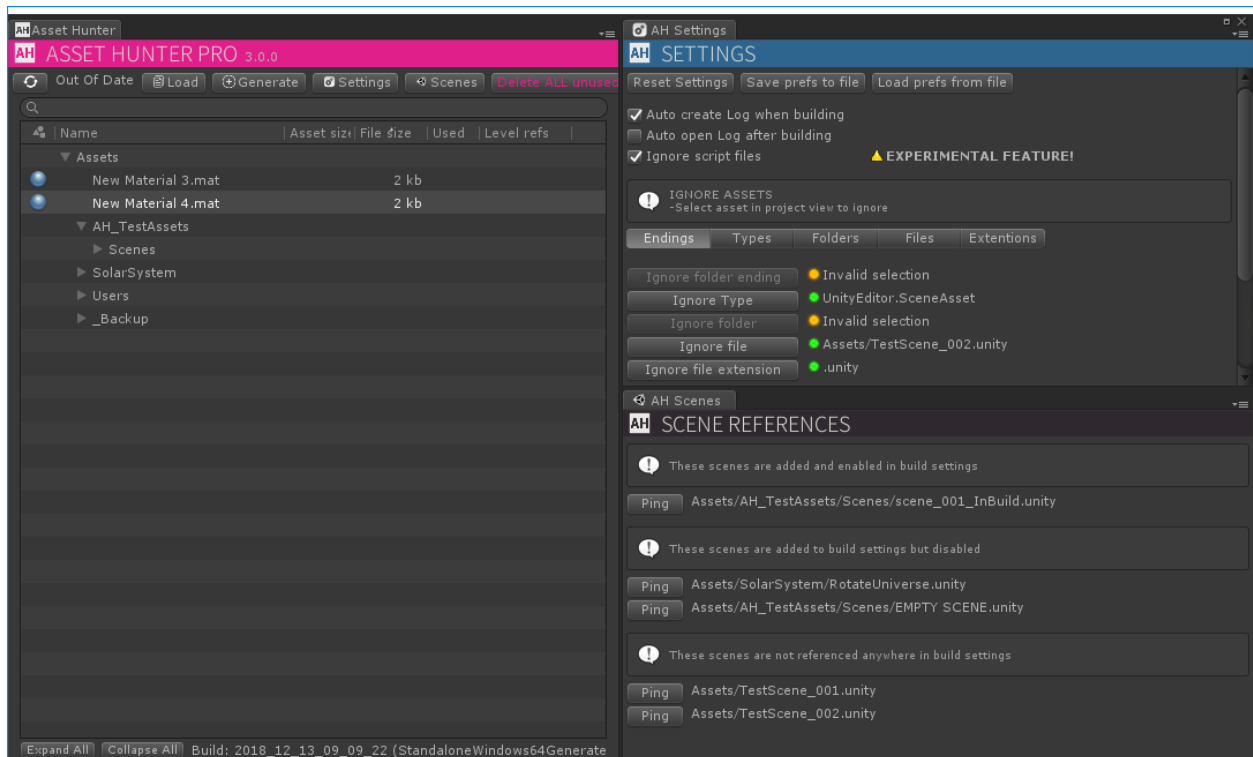 AH Asset Hunter
AH ASSET HUNTER PRO 3.0.0
Out Of Date Load Generate Settings Scenes Delete ALL unused
Name Asset size File size Used Level refs
Assets
New Material 3.mat 2 kb
New Material 4.mat 2 kb
AH_TestAssets
Scenes
SolarSystem
Users
_Backup
Expand All Collapse All Build: 2018_12_13_09_09_22 (StandaloneWindows64Generate
AH Settings
AH SETTINGS
Reset Settings Save prefs to file Load prefs from file
Auto create Log when building
Auto open Log after building
Ignore script files EXPERIMENTAL FEATURE!
IGNORE ASSETS
-Select asset in project view to ignore
Endings Types Folders Files Extentions
Ignore folder ending Invalid selection
Ignore Type UnityEditor.SceneAsset
Ignore folder Invalid selection
Ignore file Assets/TestScene_002.unity
Ignore file extension .unity
AH Scenes
AH SCENE REFERENCES
These scenes are added and enabled in build settings
Ping Assets/AH_TestAssets/Scenes/scene_001_InBuild.unity
These scenes are added to build settings but disabled
Ping Assets/SolarSystem/RotateUniverse.unity
Ping Assets/AH_TestAssets/Scenes/EMPTY SCENE.unity
These scenes are not referenced anywhere in build settings
Ping Assets/TestScene_001.unity
Ping Assets/TestScene_002.unity